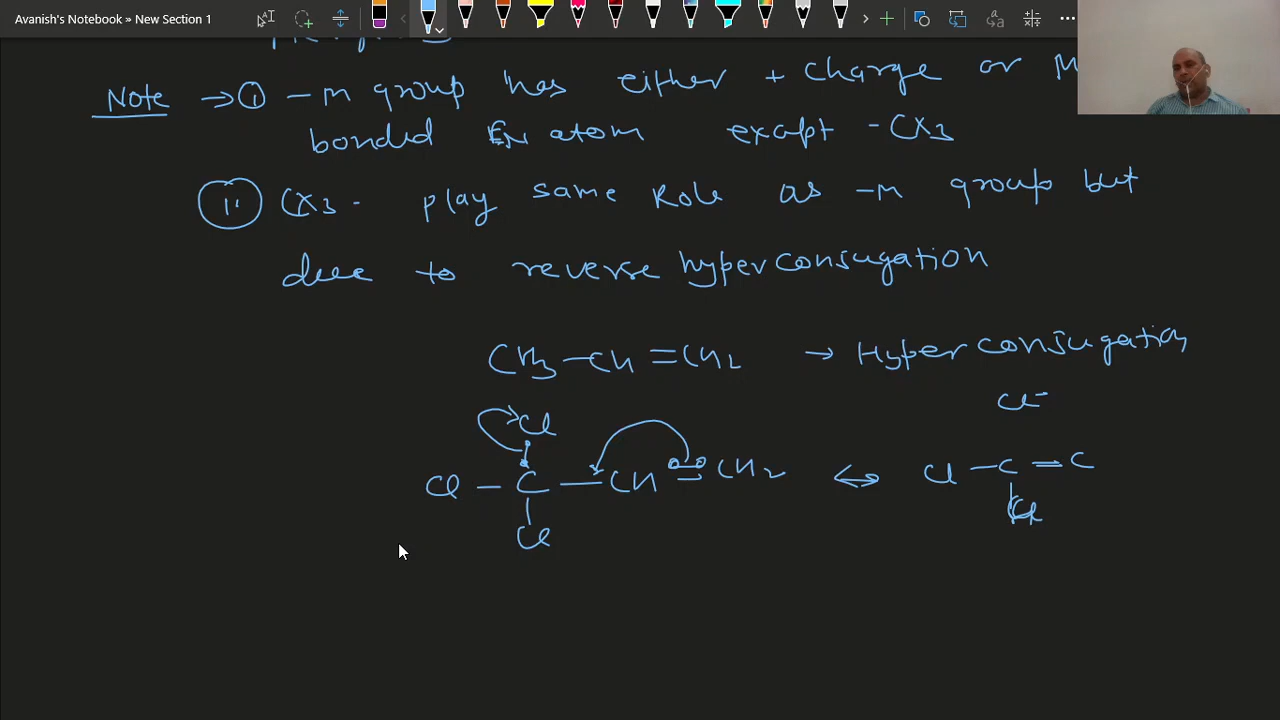 Avanish's Notebook » New Section 1
Note → ① -m group has either + charge or M
bonded EN atom except -CX3
ii CX3- play same Role as -m group but
due to reverse hyperconjugation
CH3-CH=CH2 → Hyperconjugation
Cl Cl-
Cl-C-CH=CH2 ↔ Cl-C=C
Cl Cl